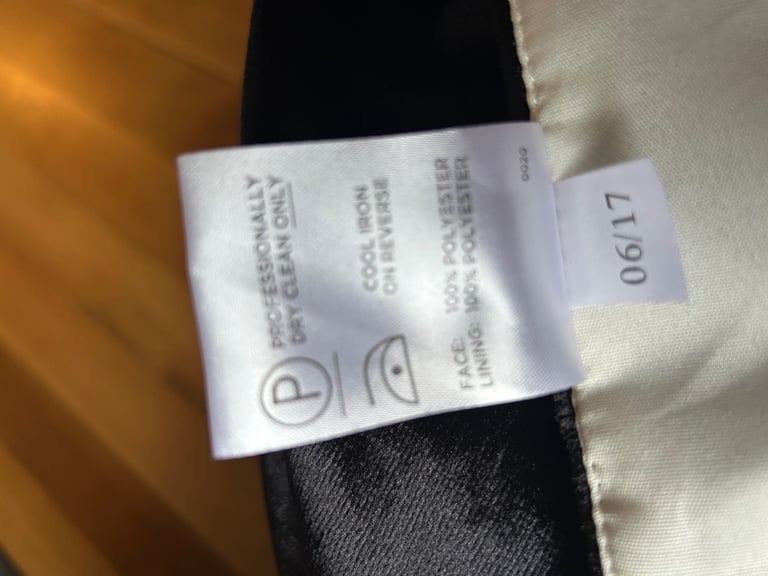 P
PROFESSIONALLY
DRY CLEAN ONLY
COOL IRON
ON REVERSE
FACE: 100% POLYESTER
LINING: 100% POLYESTER
0020
06/17